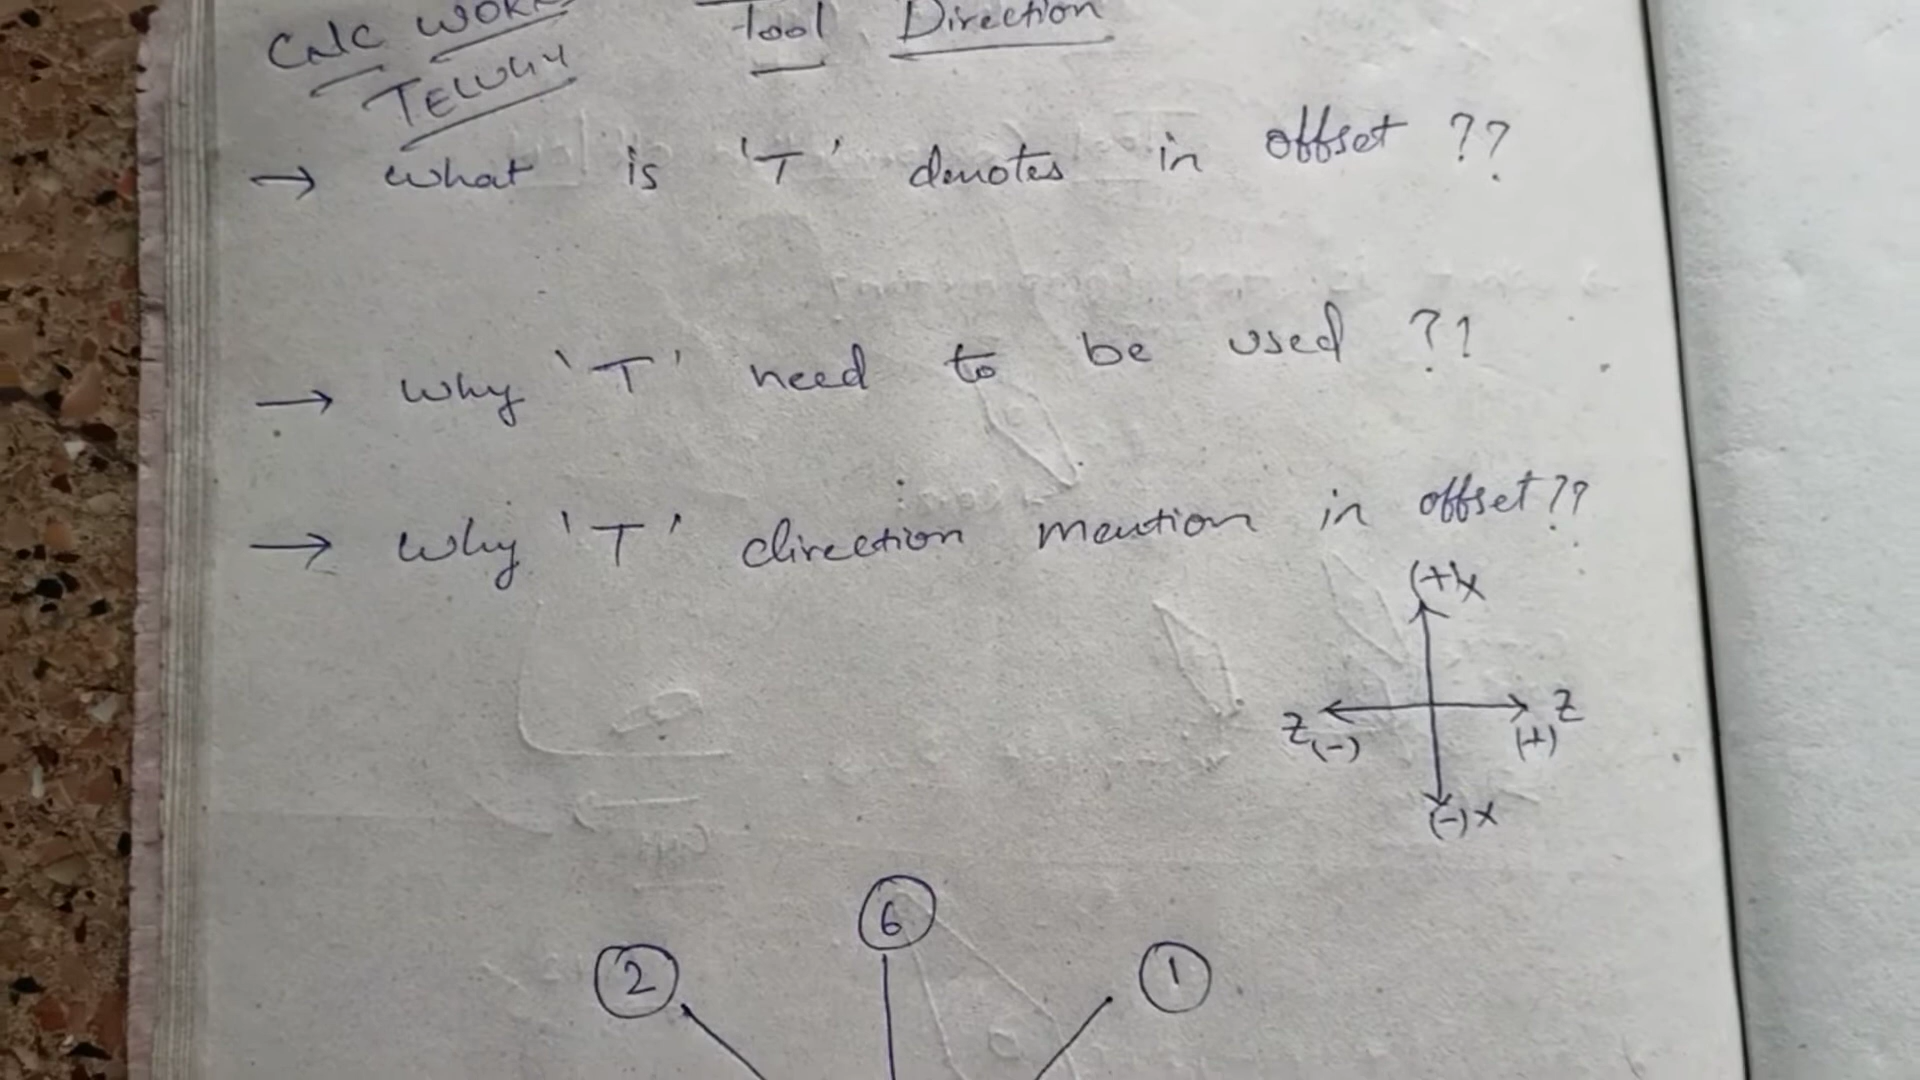 Calc WORK
TELUGU
Tool Direction
→ what is 'T' denotes in offset ??
→ why 'T' need to be used ??
→ why 'T' direction mention in offset??
(+)X
Z Z
(-) (+)
(-)X
6
2 1